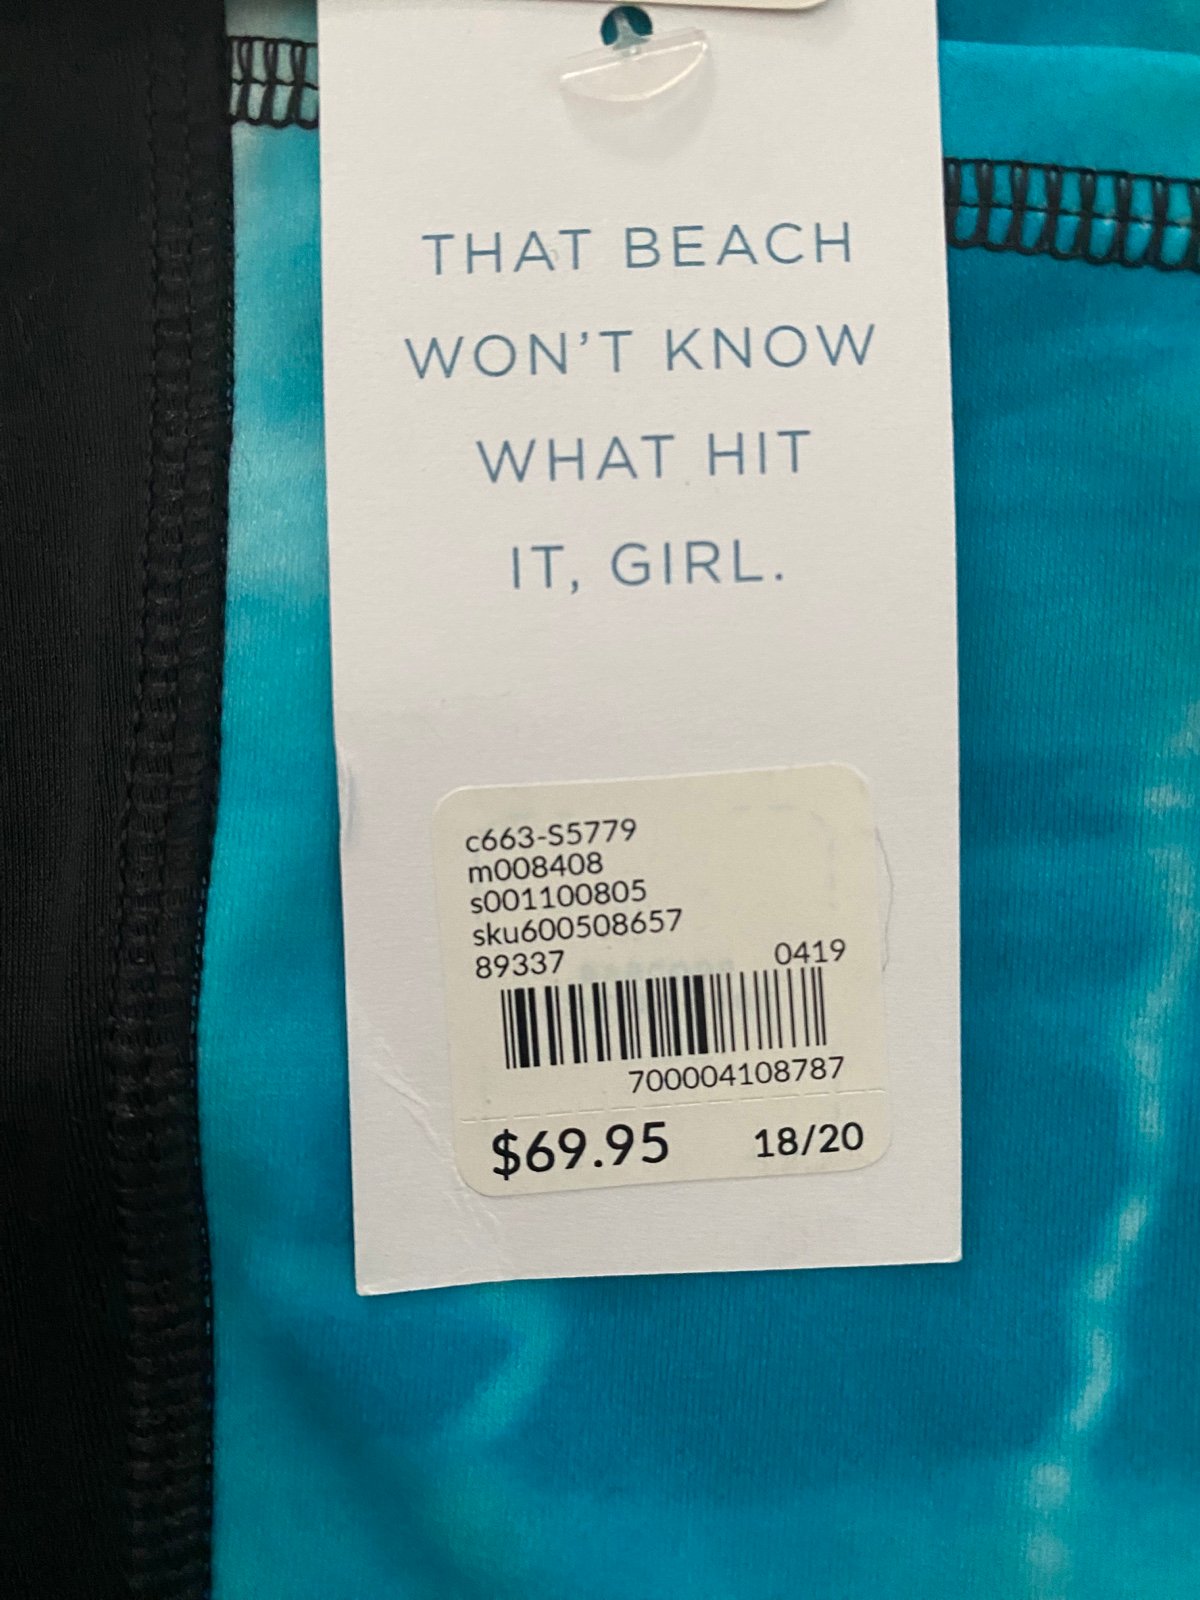 THAT BEACH
WON'T KNOW
WHAT HIT
IT, GIRL.
c663-S5779
m008408
s001100805
sku600508657
89337 0419
700004108787
$69.95 18/20